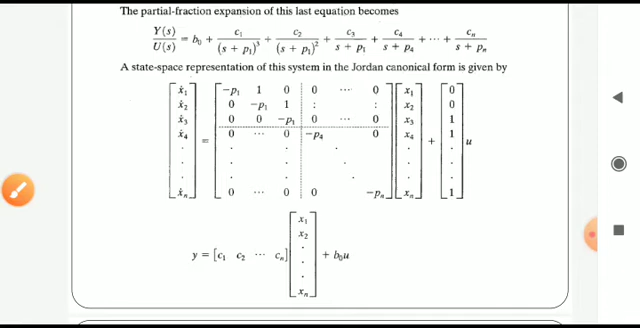 The partial-fraction expansion of this last equation becomes
Y(s)/U(s) = b₀ + c₁/(s + p₁)³ + c₂/(s + p₁)² + c₃/(s + p₁) + c₄/(s + p₄) + ⋯ + cₙ/(s + pₙ)
A state-space representation of this system in the Jordan canonical form is given by
[ẋ₁] [−p₁ 1 0 0 ⋯ 0] [x₁] [0]
[ẋ₂] [0 −p₁ 1 : :] [x₂] [0]
[ẋ₃] [0 0 −p₁ 0 ⋯ 0] [x₃] [1]
[ẋ₄] = [0 ⋯ 0 −p₄ 0] [x₄] + [1] u
[.] [. . .] [.] [.]
[.] [. . .] [.] [.]
[.] [. . .] [.] [.]
[ẋₙ] [0 ⋯ 0 0 −pₙ] [xₙ] [1]
[x₁]
[x₂]
[.]
y = [c₁ c₂ ⋯ cₙ] [.] + b₀u
[.]
[xₙ]